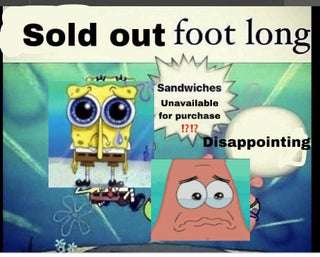 Sold out foot long
Sandwiches
Unavailable
for purchase
⁉️⁉️
Disappointing